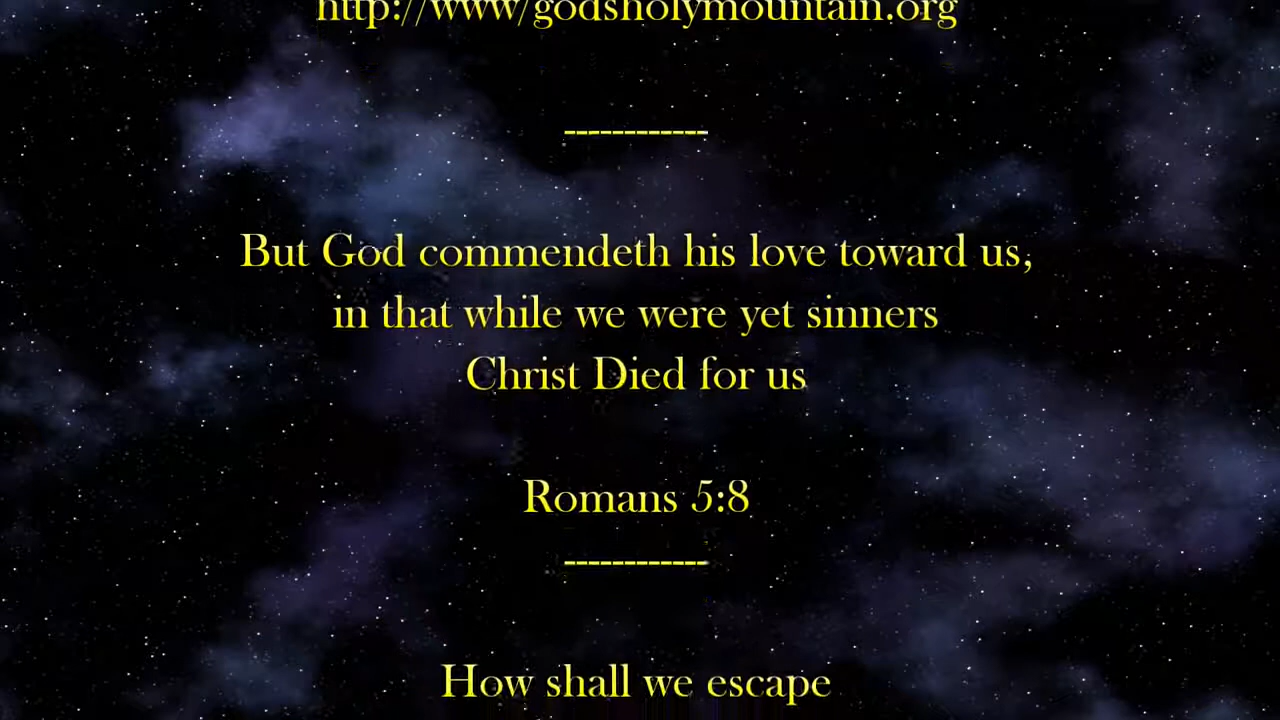 http://www/godsholymountain.org
------------
But God commendeth his love toward us,
in that while we were yet sinners
Christ Died for us
Romans 5:8
------------
How shall we escape